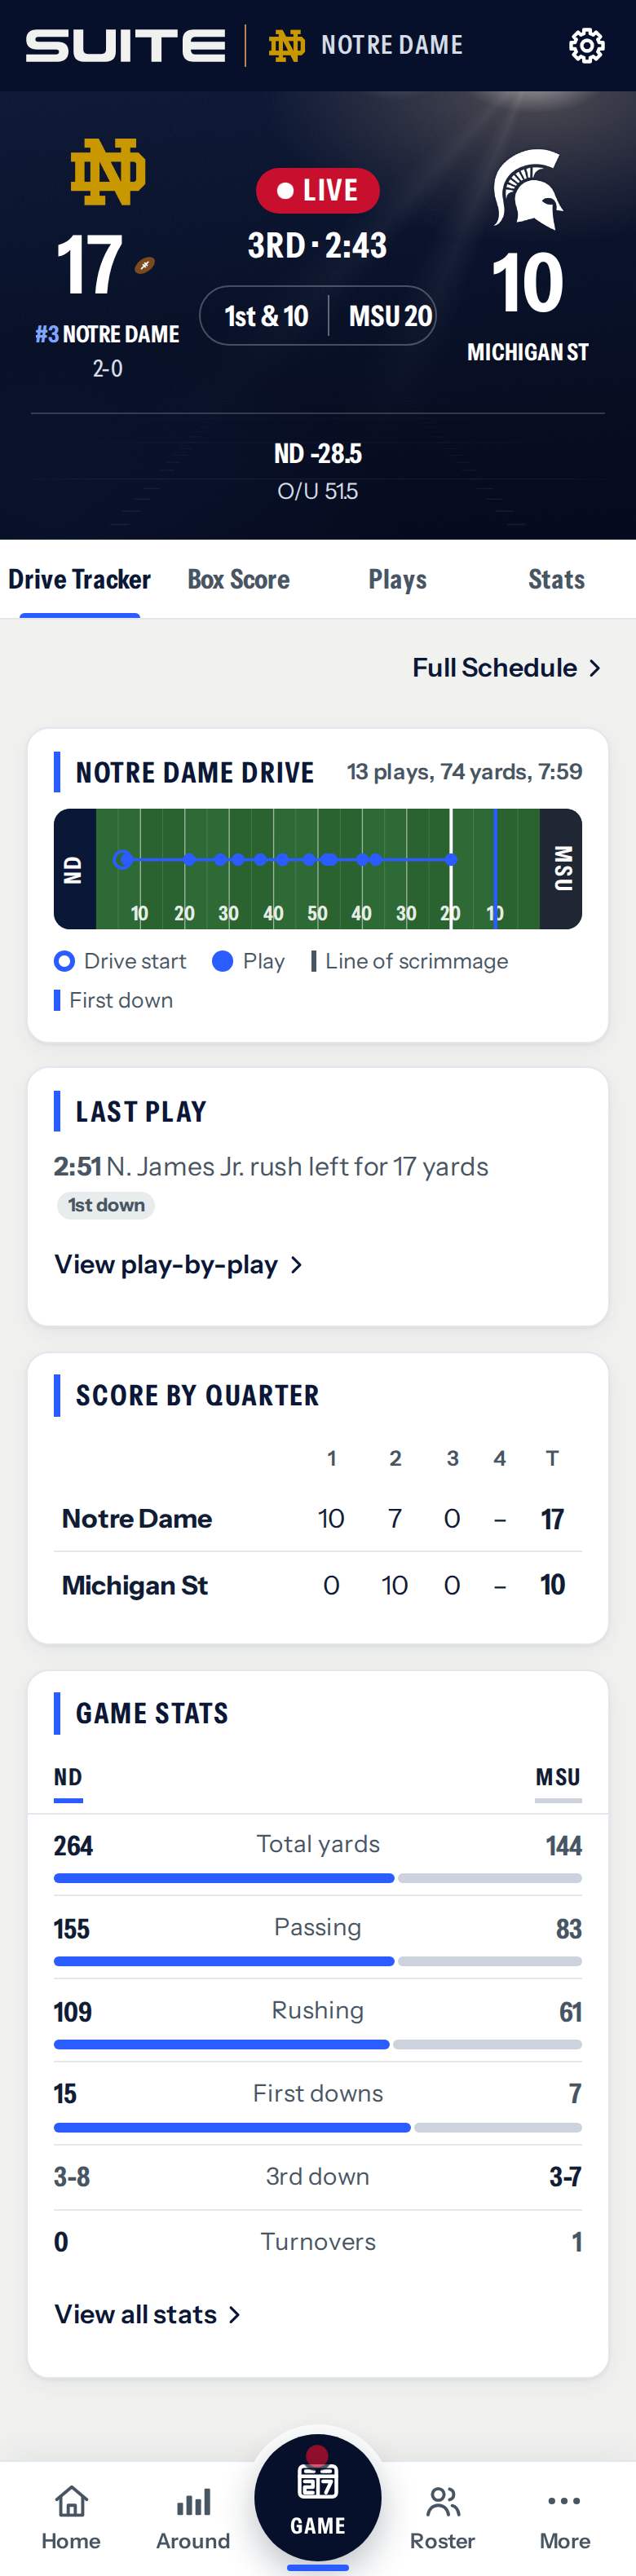 SUITE | ND NOTRE DAME
LIVE
17
3RD · 2:43
10
1st & 10 | MSU 20
#3 NOTRE DAME
MICHIGAN ST
2-0
ND -28.5
O/U 51.5
Drive Tracker Box Score Plays Stats
Full Schedule
NOTRE DAME DRIVE 13 plays, 74 yards, 7:59
ND
MSU
10 20 30 40 50 40 30 20 10
Drive start Play Line of scrimmage
First down
LAST PLAY
2:51 N. James Jr. rush left for 17 yards
1st down
View play-by-play
SCORE BY QUARTER
1 2 3 4 T
Notre Dame 10 7 0 – 17
Michigan St 0 10 0 – 10
GAME STATS
ND MSU
264 Total yards 144
155 Passing 83
109 Rushing 61
15 First downs 7
3-8 3rd down 3-7
0 Turnovers 1
View all stats
27
GAME
Home Around Roster More